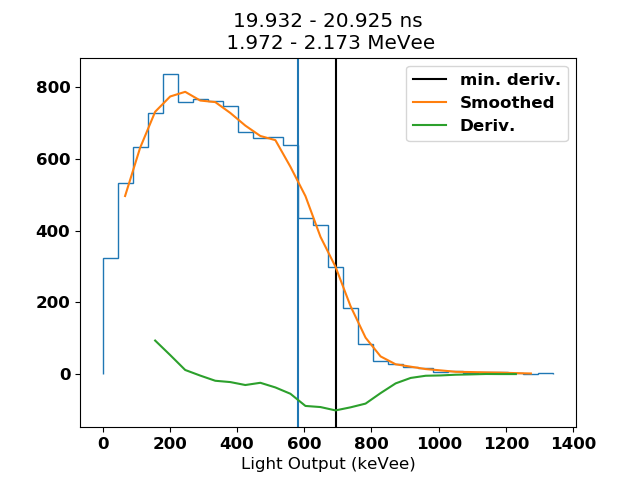 19.932 - 20.925 ns
1.972 - 2.173 MeVee
min. deriv.
Smoothed
Deriv.
800
600
400
200
0
0 200 400 600 800 1000 1200 1400
Light Output (keVee)